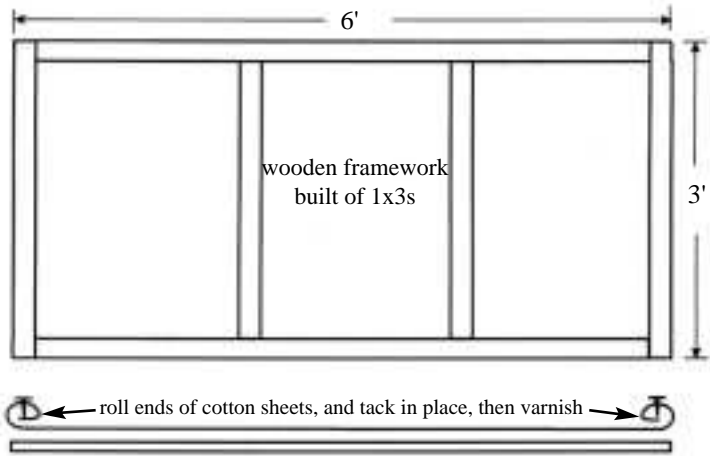 6'
wooden framework
built of 1x3s
3'
roll ends of cotton sheets, and tack in place, then varnish